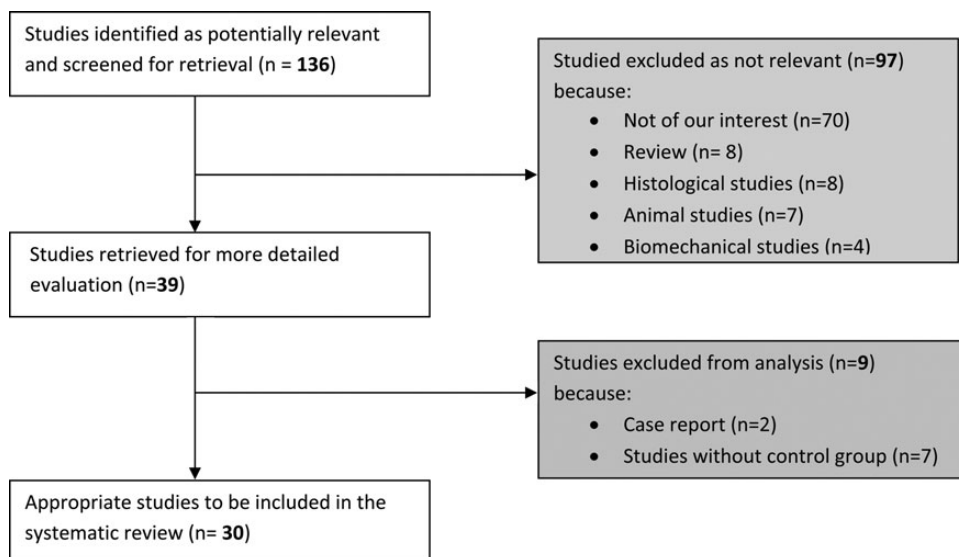 Studies identified as potentially relevant
and screened for retrieval (n = 136)
Studied excluded as not relevant (n=97)
because:
• Not of our interest (n=70)
• Review (n= 8)
• Histological studies (n=8)
• Animal studies (n=7)
• Biomechanical studies (n=4)
Studies retrieved for more detailed
evaluation (n=39)
Studies excluded from analysis (n=9)
because:
• Case report (n=2)
• Studies without control group (n=7)
Appropriate studies to be included in the
systematic review (n= 30)